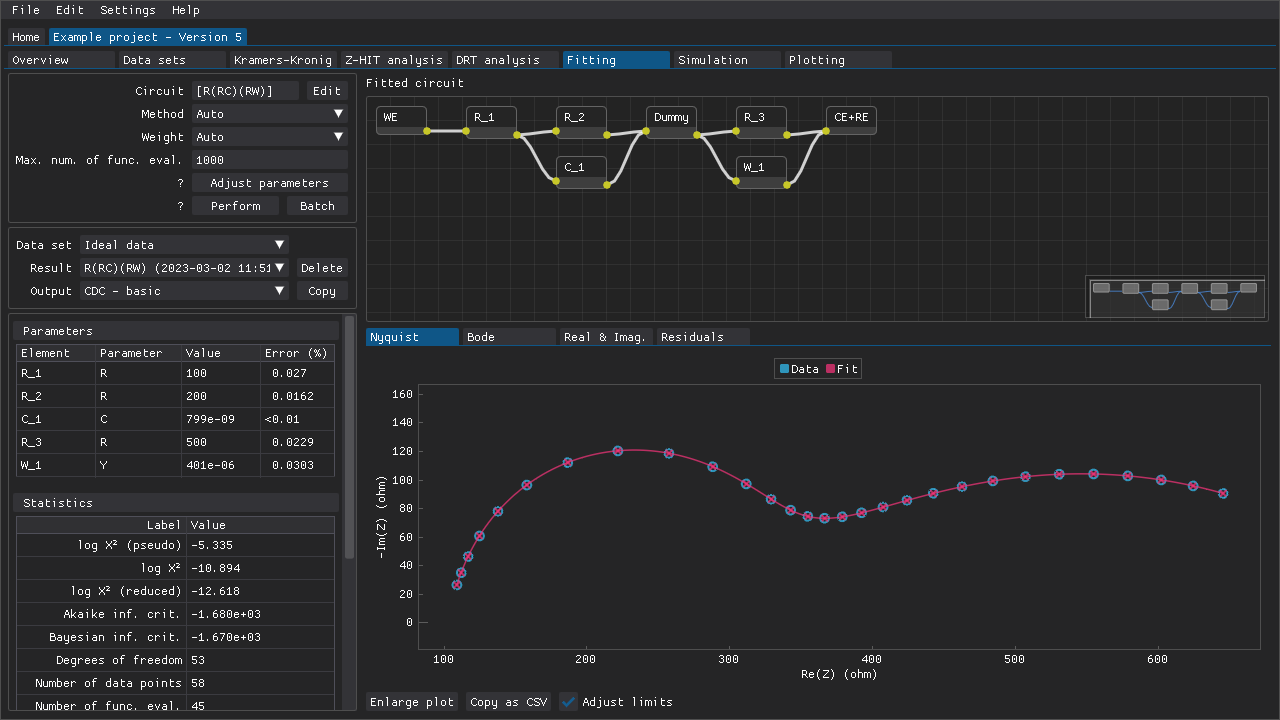 File Edit Settings Help
Home Example project - Version 5
Overview Data sets Kramers-Kronig Z-HIT analysis DRT analysis Fitting Simulation Plotting
Circuit [R(RC)(RW)] Edit
Method Auto
Weight Auto
Max. num. of func. eval. 1000
? Adjust parameters
? Perform Batch
Data set Ideal data
Result R(RC)(RW) (2023-03-02 11:51 Delete
Output CDC - basic Copy
Parameters
Element Parameter Value Error (%)
R_1 R 100 0.027
R_2 R 200 0.0162
C_1 C 799e-09 <0.01
R_3 R 500 0.0229
W_1 Y 401e-06 0.0303
Statistics
Label Value
log X² (pseudo) -5.335
log X² -10.894
log X² (reduced) -12.618
Akaike inf. crit. -1.680e+03
Bayesian inf. crit. -1.670e+03
Degrees of freedom 53
Number of data points 58
Number of func. eval. 45
Fitted circuit
WE R_1 R_2 Dummy R_3 CE+RE
C_1 W_1
Nyquist Bode Real & Imag. Residuals
Data Fit
160
140
120
100
80
60
40
20
0
-Im(Z) (ohm)
100 200 300 400 500 600
Re(Z) (ohm)
Enlarge plot Copy as CSV Adjust limits